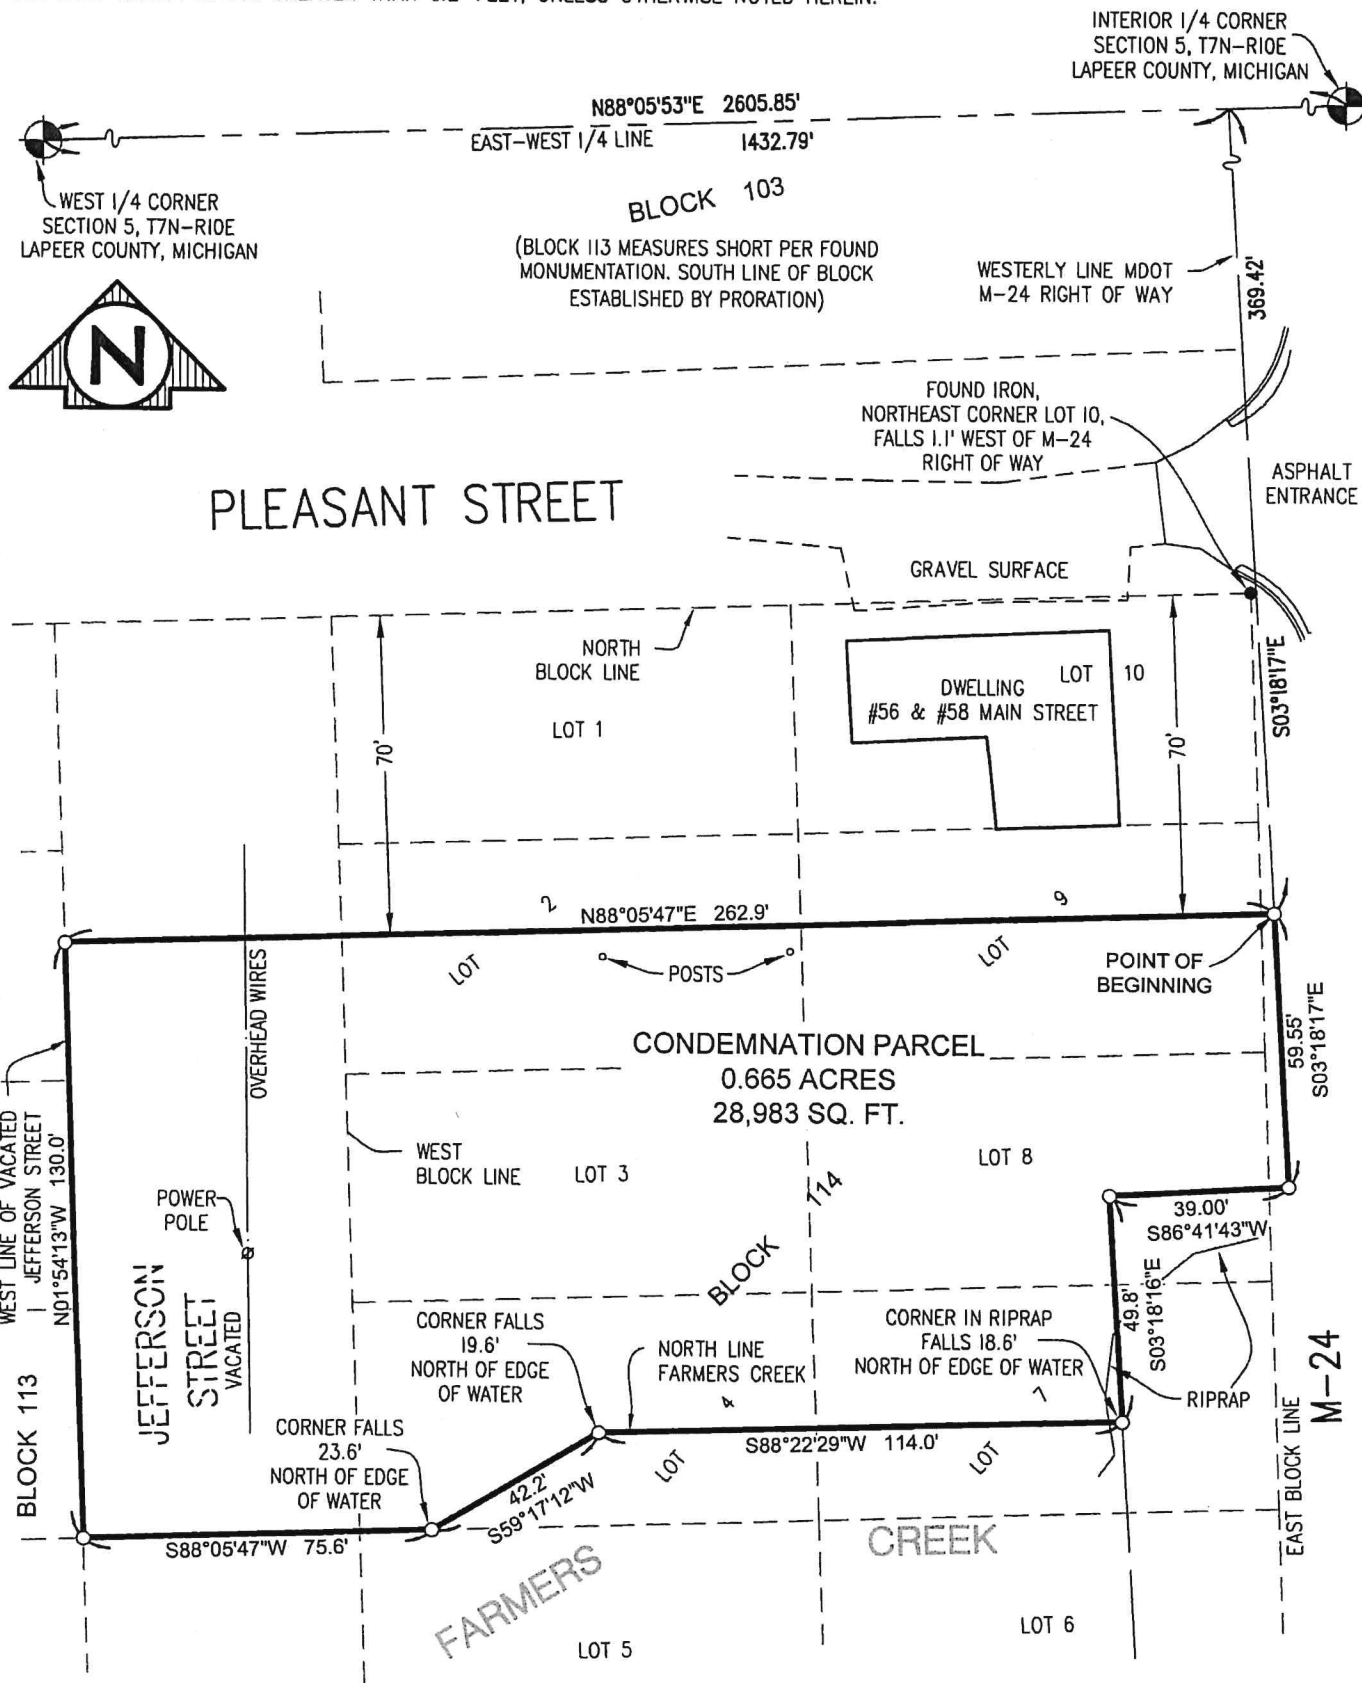 INTERIOR 1/4 CORNER
SECTION 5, T7N-R10E
LAPEER COUNTY, MICHIGAN
N88°05'53"E 2605.85'
EAST-WEST 1/4 LINE 1432.79'
WEST 1/4 CORNER
SECTION 5, T7N-R10E
LAPEER COUNTY, MICHIGAN
BLOCK 103
(BLOCK 113 MEASURES SHORT PER FOUND
MONUMENTATION. SOUTH LINE OF BLOCK
ESTABLISHED BY PRORATION)
WESTERLY LINE MDOT
M-24 RIGHT OF WAY
369.42'
N
FOUND IRON,
NORTHEAST CORNER LOT 10,
FALLS 1.1' WEST OF M-24
RIGHT OF WAY
ASPHALT
ENTRANCE
PLEASANT STREET
GRAVEL SURFACE
NORTH
BLOCK LINE
LOT 1
DWELLING
#56 & #58 MAIN STREET
LOT 10
70'
70'
S03°18'17"E
LOT 2
N88°05'47"E 262.9'
LOT 9
POSTS
POINT OF
BEGINNING
OVERHEAD WIRES
CONDEMNATION PARCEL
0.665 ACRES
28,983 SQ. FT.
59.55'
S03°18'17"E
WEST LINE OF VACATED
JEFFERSON STREET
N01°54'13"W 130.0'
WEST
BLOCK LINE
LOT 3
LOT 8
POWER
POLE
BLOCK 114
39.00'
S86°41'43"W
JEFFERSON
STREET
VACATED
CORNER FALLS
19.6'
NORTH OF EDGE
OF WATER
NORTH LINE
FARMERS CREEK
CORNER IN RIPRAP
FALLS 18.6'
NORTH OF EDGE OF WATER
49.8'
S03°18'16"E
RIPRAP
M-24
EAST BLOCK LINE
BLOCK 113
CORNER FALLS
23.6'
NORTH OF EDGE
OF WATER
LOT 4
S88°22'29"W 114.0'
LOT 7
42.2'
S59°17'12"W
S88°05'47"W 75.6'
FARMERS
CREEK
LOT 5
LOT 6